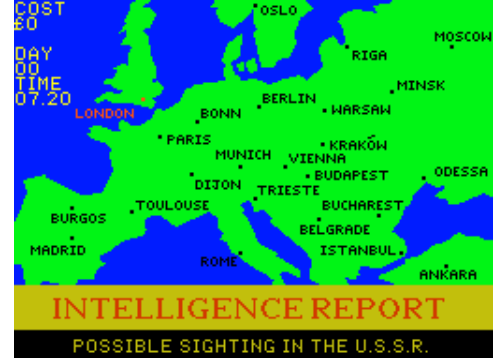 COST
£0
DAY
00
TIME
07.20
OSLO
MOSCOW
RIGA
MINSK
BERLIN
LONDON
BONN
WARSAW
PARIS
KRAKÓW
MUNICH
VIENNA
BUDAPEST
ODESSA
DIJON
TRIESTE
TOULOUSE
BUCHAREST
BURGOS
BELGRADE
MADRID
ROME
ISTANBUL
ANKARA
INTELLIGENCE REPORT
POSSIBLE SIGHTING IN THE U.S.S.R.